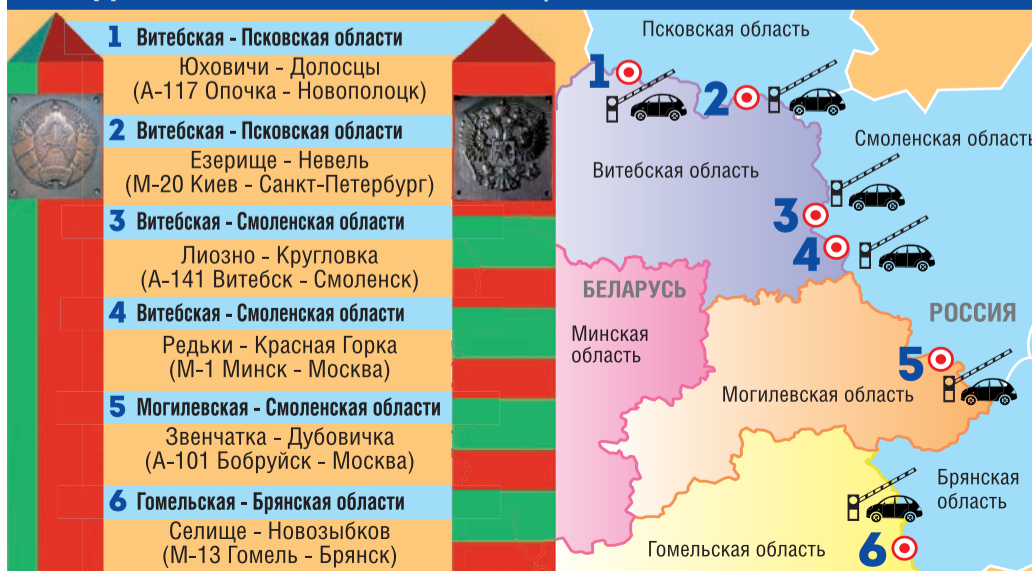 1 Витебская - Псковская области
Юховичи - Долосцы
(А-117 Опочка - Новополоцк)
2 Витебская - Псковская области
Езерище - Невель
(М-20 Киев - Санкт-Петербург)
3 Витебская - Смоленская области
Лиозно - Кругловка
(А-141 Витебск - Смоленск)
4 Витебская - Смоленская области
Редьки - Красная Горка
(М-1 Минск - Москва)
5 Могилевская - Смоленская области
Звенчатка - Дубовичка
(А-101 Бобруйск - Москва)
6 Гомельская - Брянская области
Селище - Новозыбков
(М-13 Гомель - Брянск)
Псковская область
1
2
Смоленская область
Витебская область
3
4
БЕЛАРУСЬ
РОССИЯ
Минская
область
5
Могилевская область
Брянская
область
Гомельская область
6